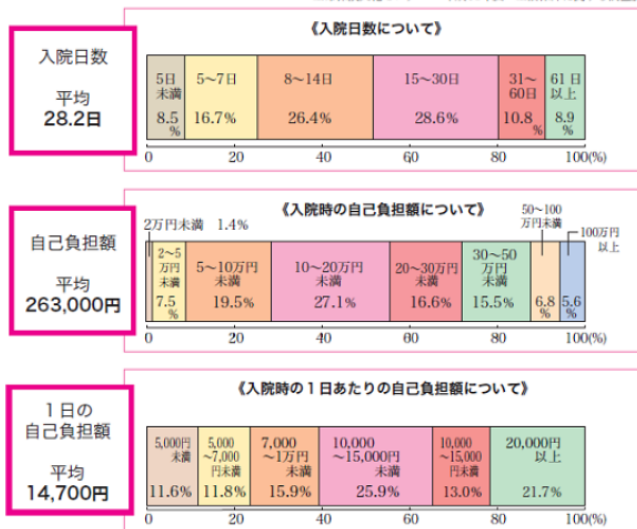 《入院日数について》
入院日数
平均
28.2日
5日
未満
8.5
%
5～7日
16.7%
8～14日
26.4%
15～30日
28.6%
31～
60日
10.8
%
61日
以上
8.9
%
0 20 40 60 80 100(%)
《入院時の自己負担額について》
自己負担額
平均
263,000円
2万円未満 1.4%
2～5
万円
未満
7.5
%
5～10万円
未満
19.5%
10～20万円
未満
27.1%
20～30万円
未満
16.6%
30～50
万円
未満
15.5%
50～100
万円未満
6.8
%
100万円
以上
5.6
%
0 20 40 60 80 100(%)
《入院時の1日あたりの自己負担額について》
1日の
自己負担額
平均
14,700円
5,000円
未満
11.6%
5,000
～7,000
円未満
11.8%
7,000
～1万円
未満
15.9%
10,000
～15,000円
未満
25.9%
10,000
～15,000
円未満
13.0%
20,000円
以上
21.7%
0 20 40 60 80 100(%)